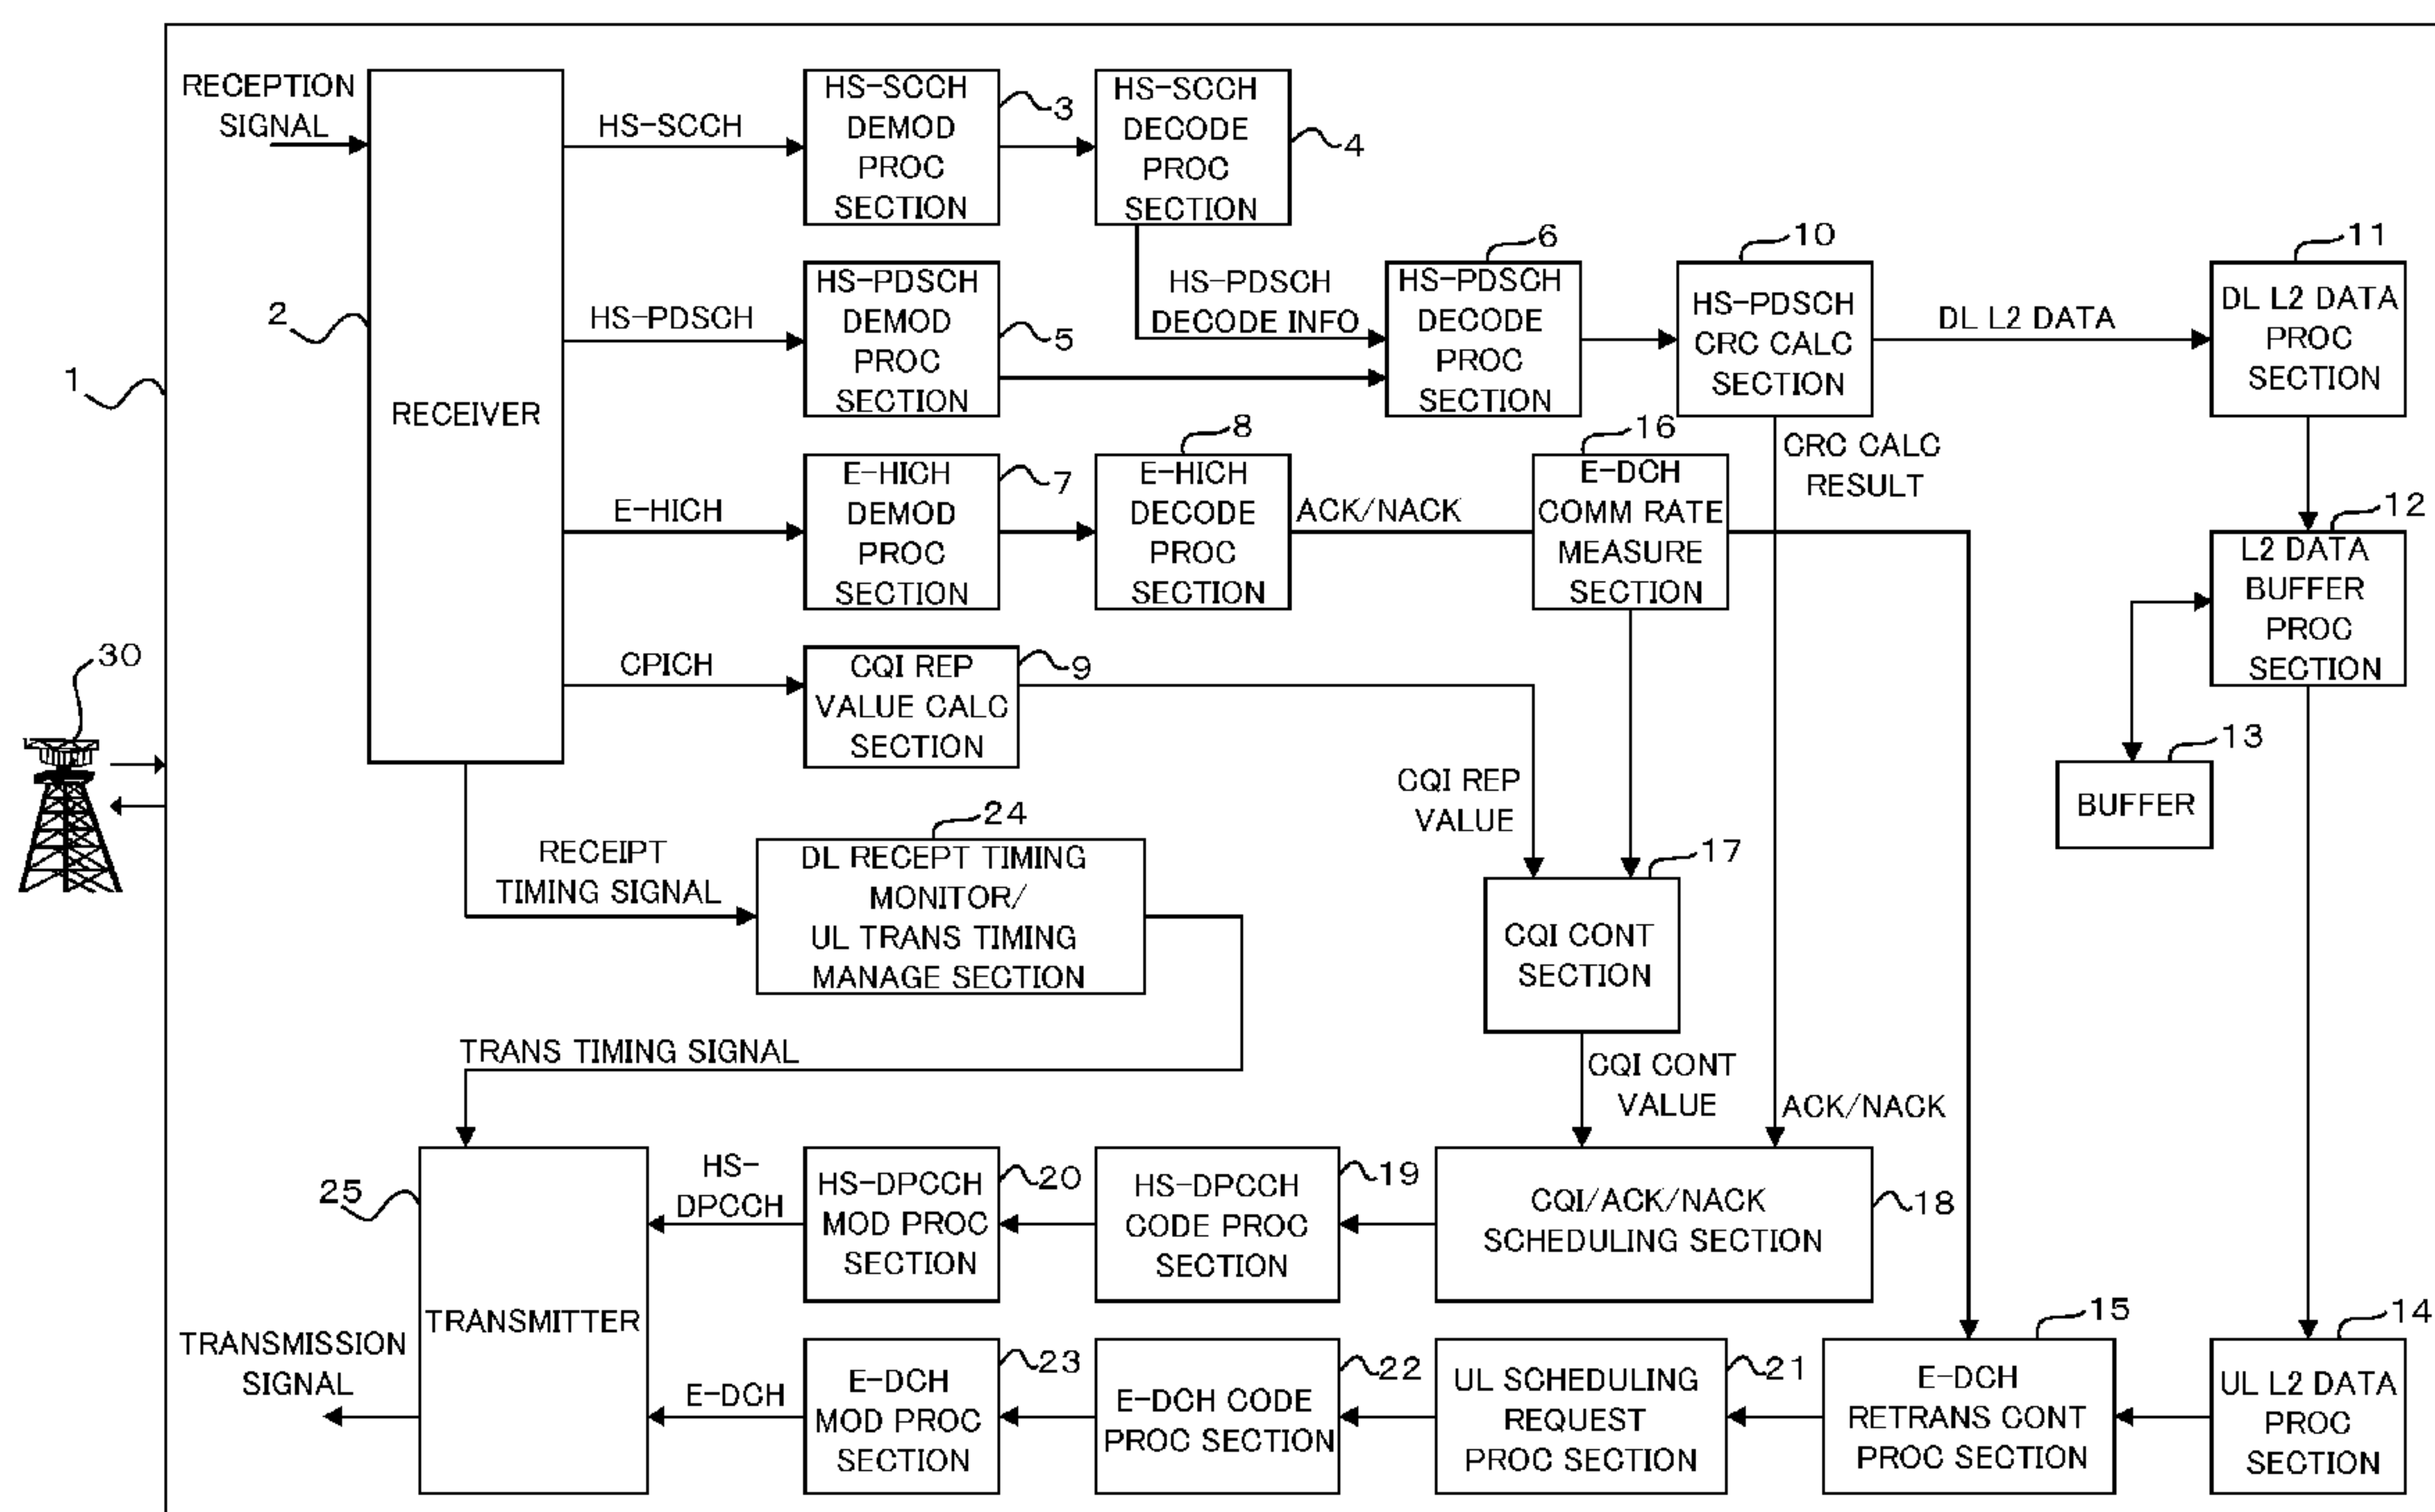 RECEPTION
SIGNAL
HS-SCCH
HS-SCCH
DEMOD
PROC
SECTION
3
HS-SCCH
DECODE
PROC
SECTION
4
2
RECEIVER
HS-PDSCH
HS-PDSCH
DEMOD
PROC
SECTION
5
HS-PDSCH
DECODE INFO
6
HS-PDSCH
DECODE
PROC
SECTION
10
HS-PDSCH
CRC CALC
SECTION
DL L2 DATA
11
DL L2 DATA
PROC
SECTION
1
E-HICH
E-HICH
DEMOD
PROC
SECTION
7
8
E-HICH
DECODE
PROC
SECTION
ACK/NACK
16
E-DCH
COMM RATE
MEASURE
SECTION
CRC CALC
RESULT
12
L2 DATA
BUFFER
PROC
SECTION
30
CPICH
CQI REP
VALUE CALC
SECTION
9
CQI REP
VALUE
13
BUFFER
RECEIPT
TIMING SIGNAL
24
DL RECEPT TIMING
MONITOR/
UL TRANS TIMING
MANAGE SECTION
17
CQI CONT
SECTION
TRANS TIMING SIGNAL
CQI CONT
VALUE
ACK/NACK
25
TRANSMITTER
HS-
DPCCH
HS-DPCCH
MOD PROC
SECTION
20
HS-DPCCH
CODE PROC
SECTION
19
CQI/ACK/NACK
SCHEDULING SECTION
18
TRANSMISSION
SIGNAL
E-DCH
E-DCH
MOD PROC
SECTION
23
E-DCH CODE
PROC SECTION
22
UL SCHEDULING
REQUEST
PROC SECTION
21
15
E-DCH
RETRANS CONT
PROC SECTION
14
UL L2 DATA
PROC
SECTION